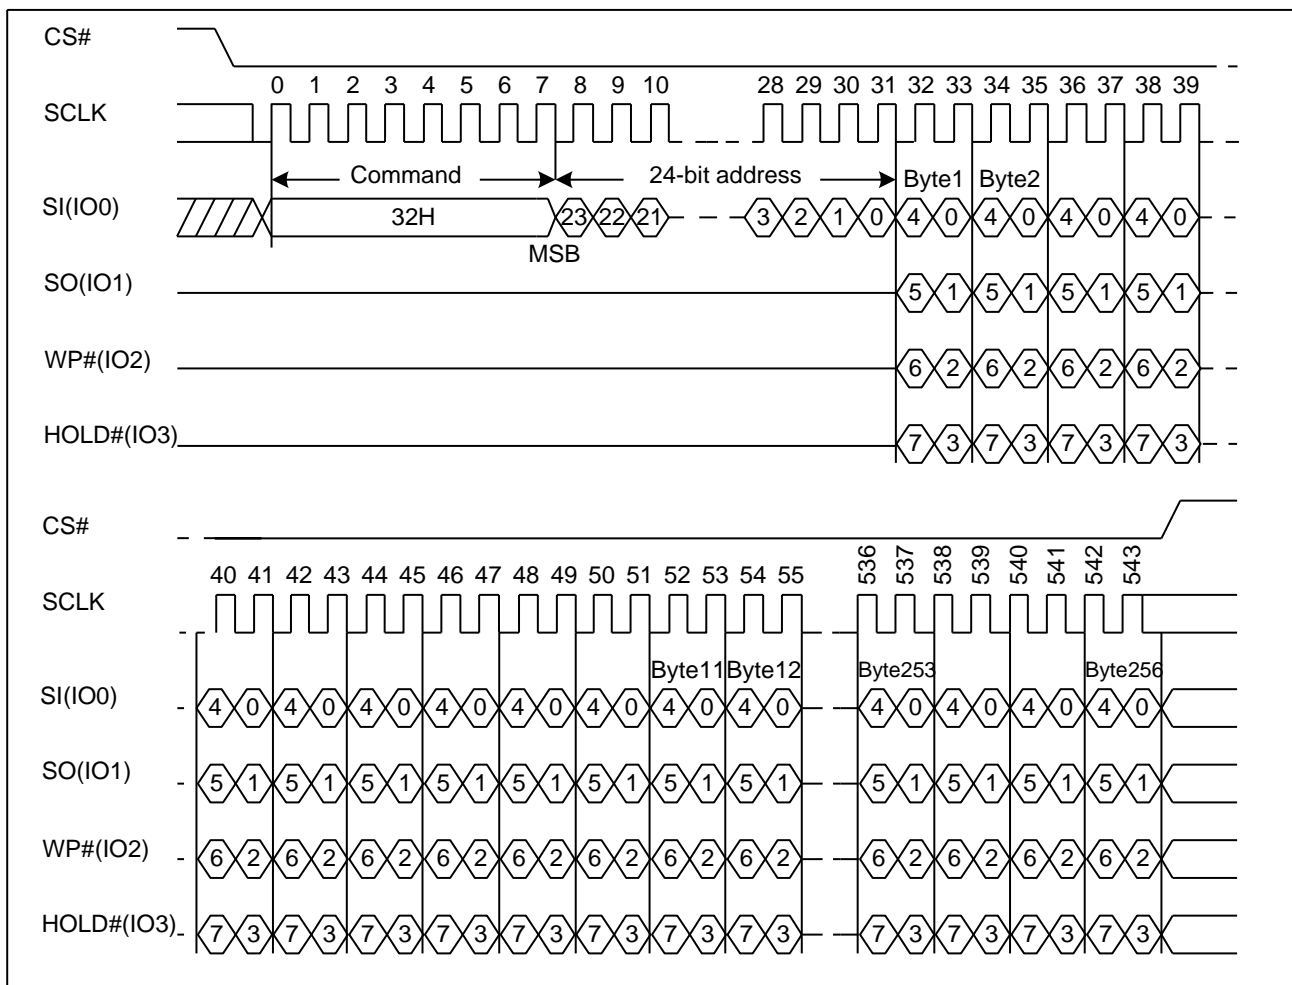 CS#
0 1 2 3 4 5 6 7 8 9 10 28 29 30 31 32 33 34 35 36 37 38 39
SCLK
Command 24-bit address Byte1 Byte2
SI(IO0) 32H 23 22 21 3 2 1 0 4 0 4 0 4 0 4 0
MSB
SO(IO1) 5 1 5 1 5 1 5 1
WP#(IO2) 6 2 6 2 6 2 6 2
HOLD#(IO3) 7 3 7 3 7 3 7 3
CS#
40 41 42 43 44 45 46 47 48 49 50 51 52 53 54 55 536 537 538 539 540 541 542 543
SCLK
Byte11 Byte12 Byte253 Byte256
SI(IO0) 4 0 4 0 4 0 4 0 4 0 4 0 4 0 4 0 4 0 4 0 4 0 4 0
SO(IO1) 5 1 5 1 5 1 5 1 5 1 5 1 5 1 5 1 5 1 5 1 5 1 5 1
WP#(IO2) 6 2 6 2 6 2 6 2 6 2 6 2 6 2 6 2 6 2 6 2 6 2 6 2
HOLD#(IO3) 7 3 7 3 7 3 7 3 7 3 7 3 7 3 7 3 7 3 7 3 7 3 7 3